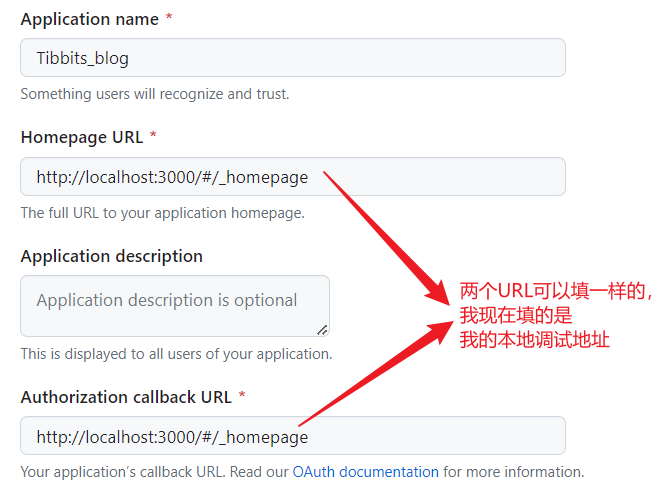 Application name *
Tibbits_blog
Something users will recognize and trust.
Homepage URL *
http://localhost:3000/#/_homepage
The full URL to your application homepage.
Application description
Application description is optional
This is displayed to all users of your application.
两个URL可以填一样的，
我现在填的是
我的本地调试地址
Authorization callback URL *
http://localhost:3000/#/_homepage
Your application’s callback URL. Read our OAuth documentation for more information.